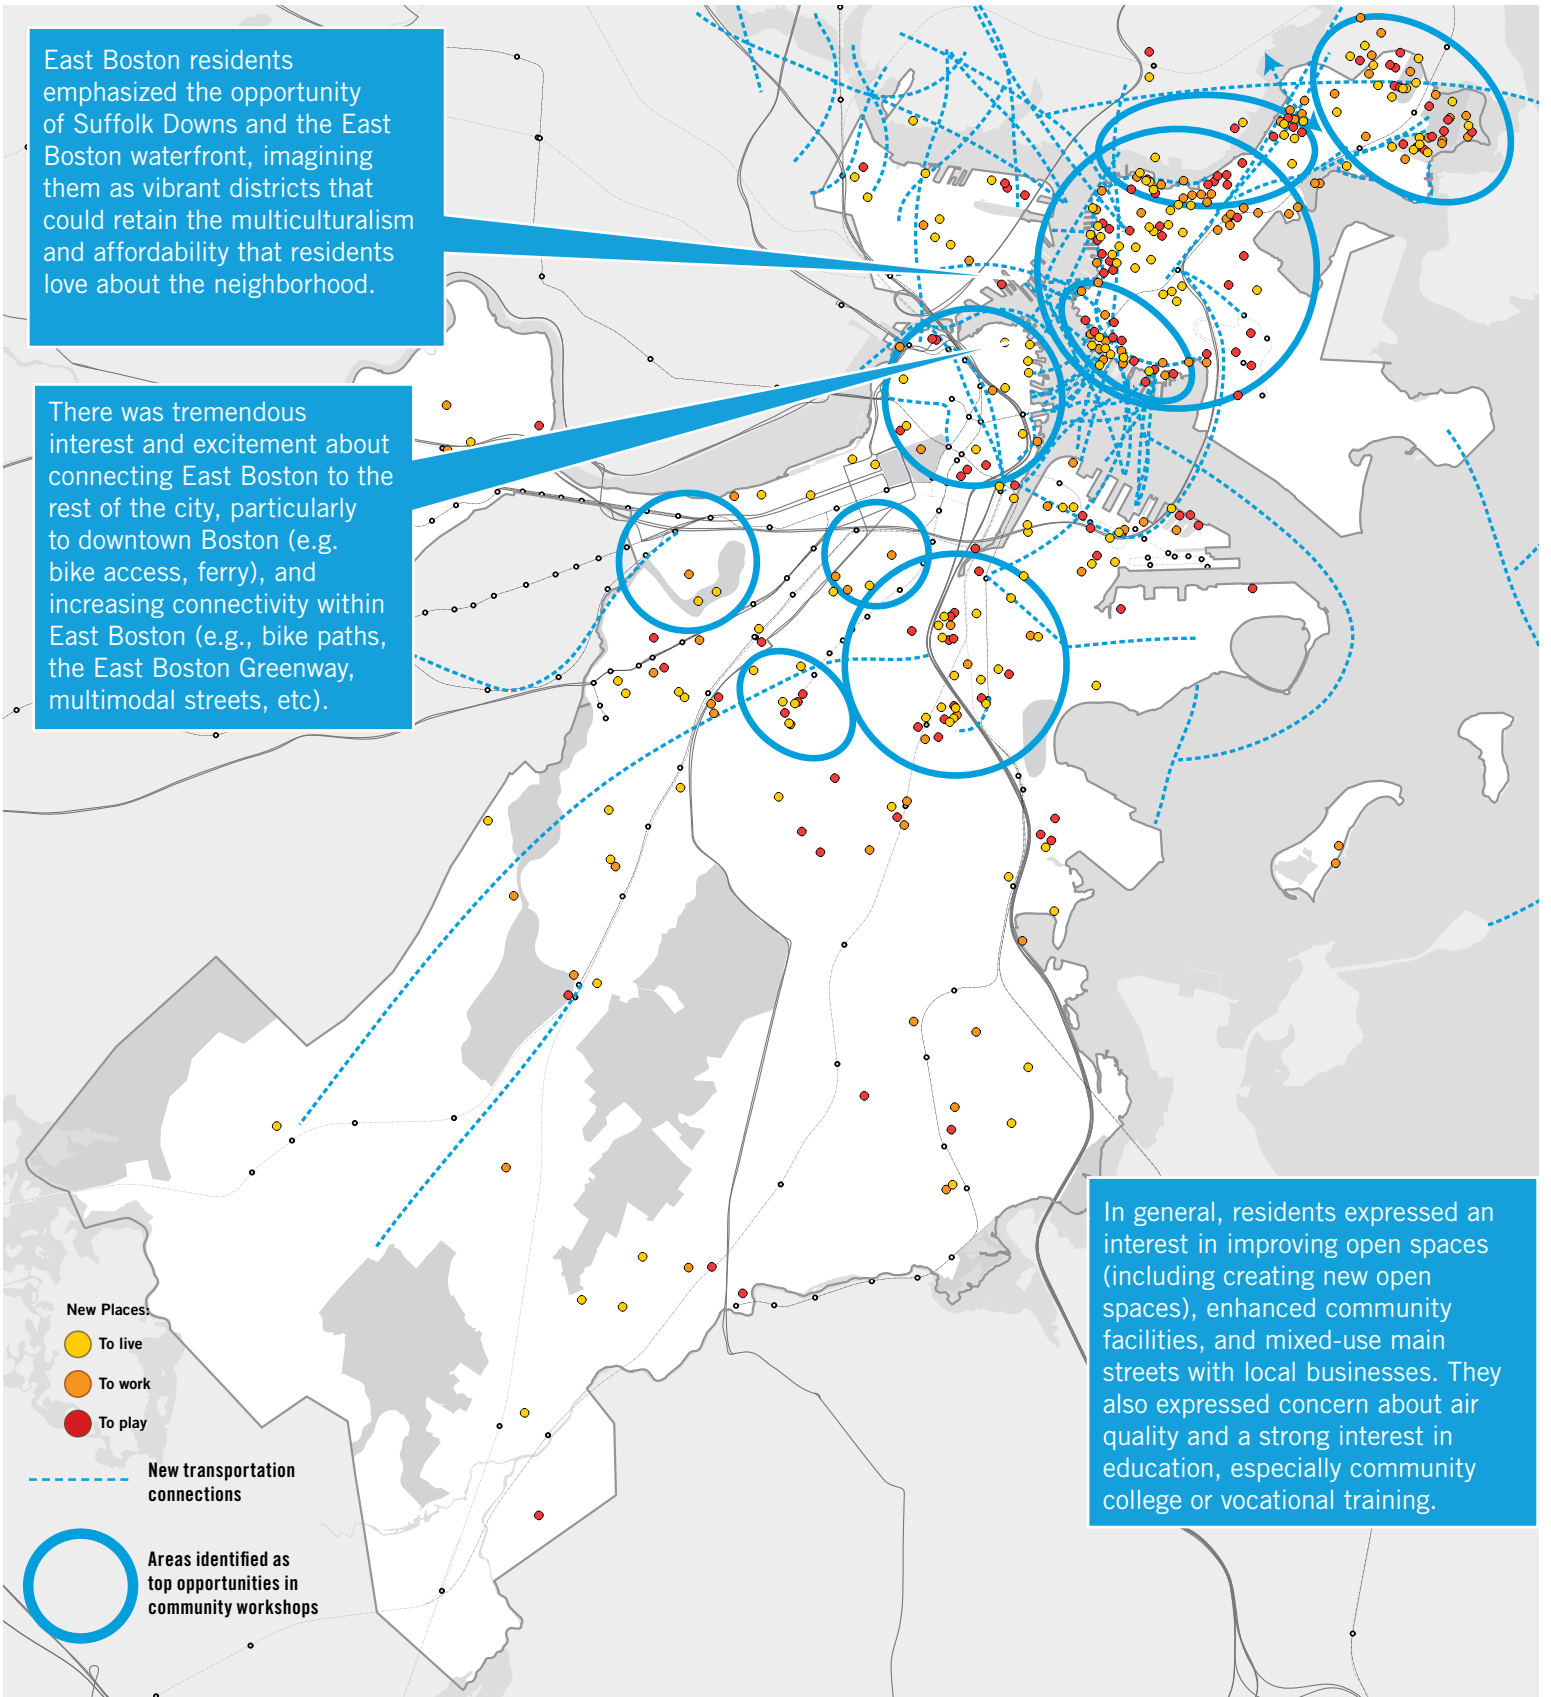 East Boston residents
emphasized the opportunity
of Suffolk Downs and the East
Boston waterfront, imagining
them as vibrant districts that
could retain the multiculturalism
and affordability that residents
love about the neighborhood.
There was tremendous
interest and excitement about
connecting East Boston to the
rest of the city, particularly
to downtown Boston (e.g.
bike access, ferry), and
increasing connectivity within
East Boston (e.g., bike paths,
the East Boston Greenway,
multimodal streets, etc).
In general, residents expressed an
interest in improving open spaces
(including creating new open
spaces), enhanced community
facilities, and mixed-use main
streets with local businesses. They
also expressed concern about air
quality and a strong interest in
education, especially community
college or vocational training.
New Places:
To live
To work
To play
New transportation
connections
Areas identified as
top opportunities in
community workshops